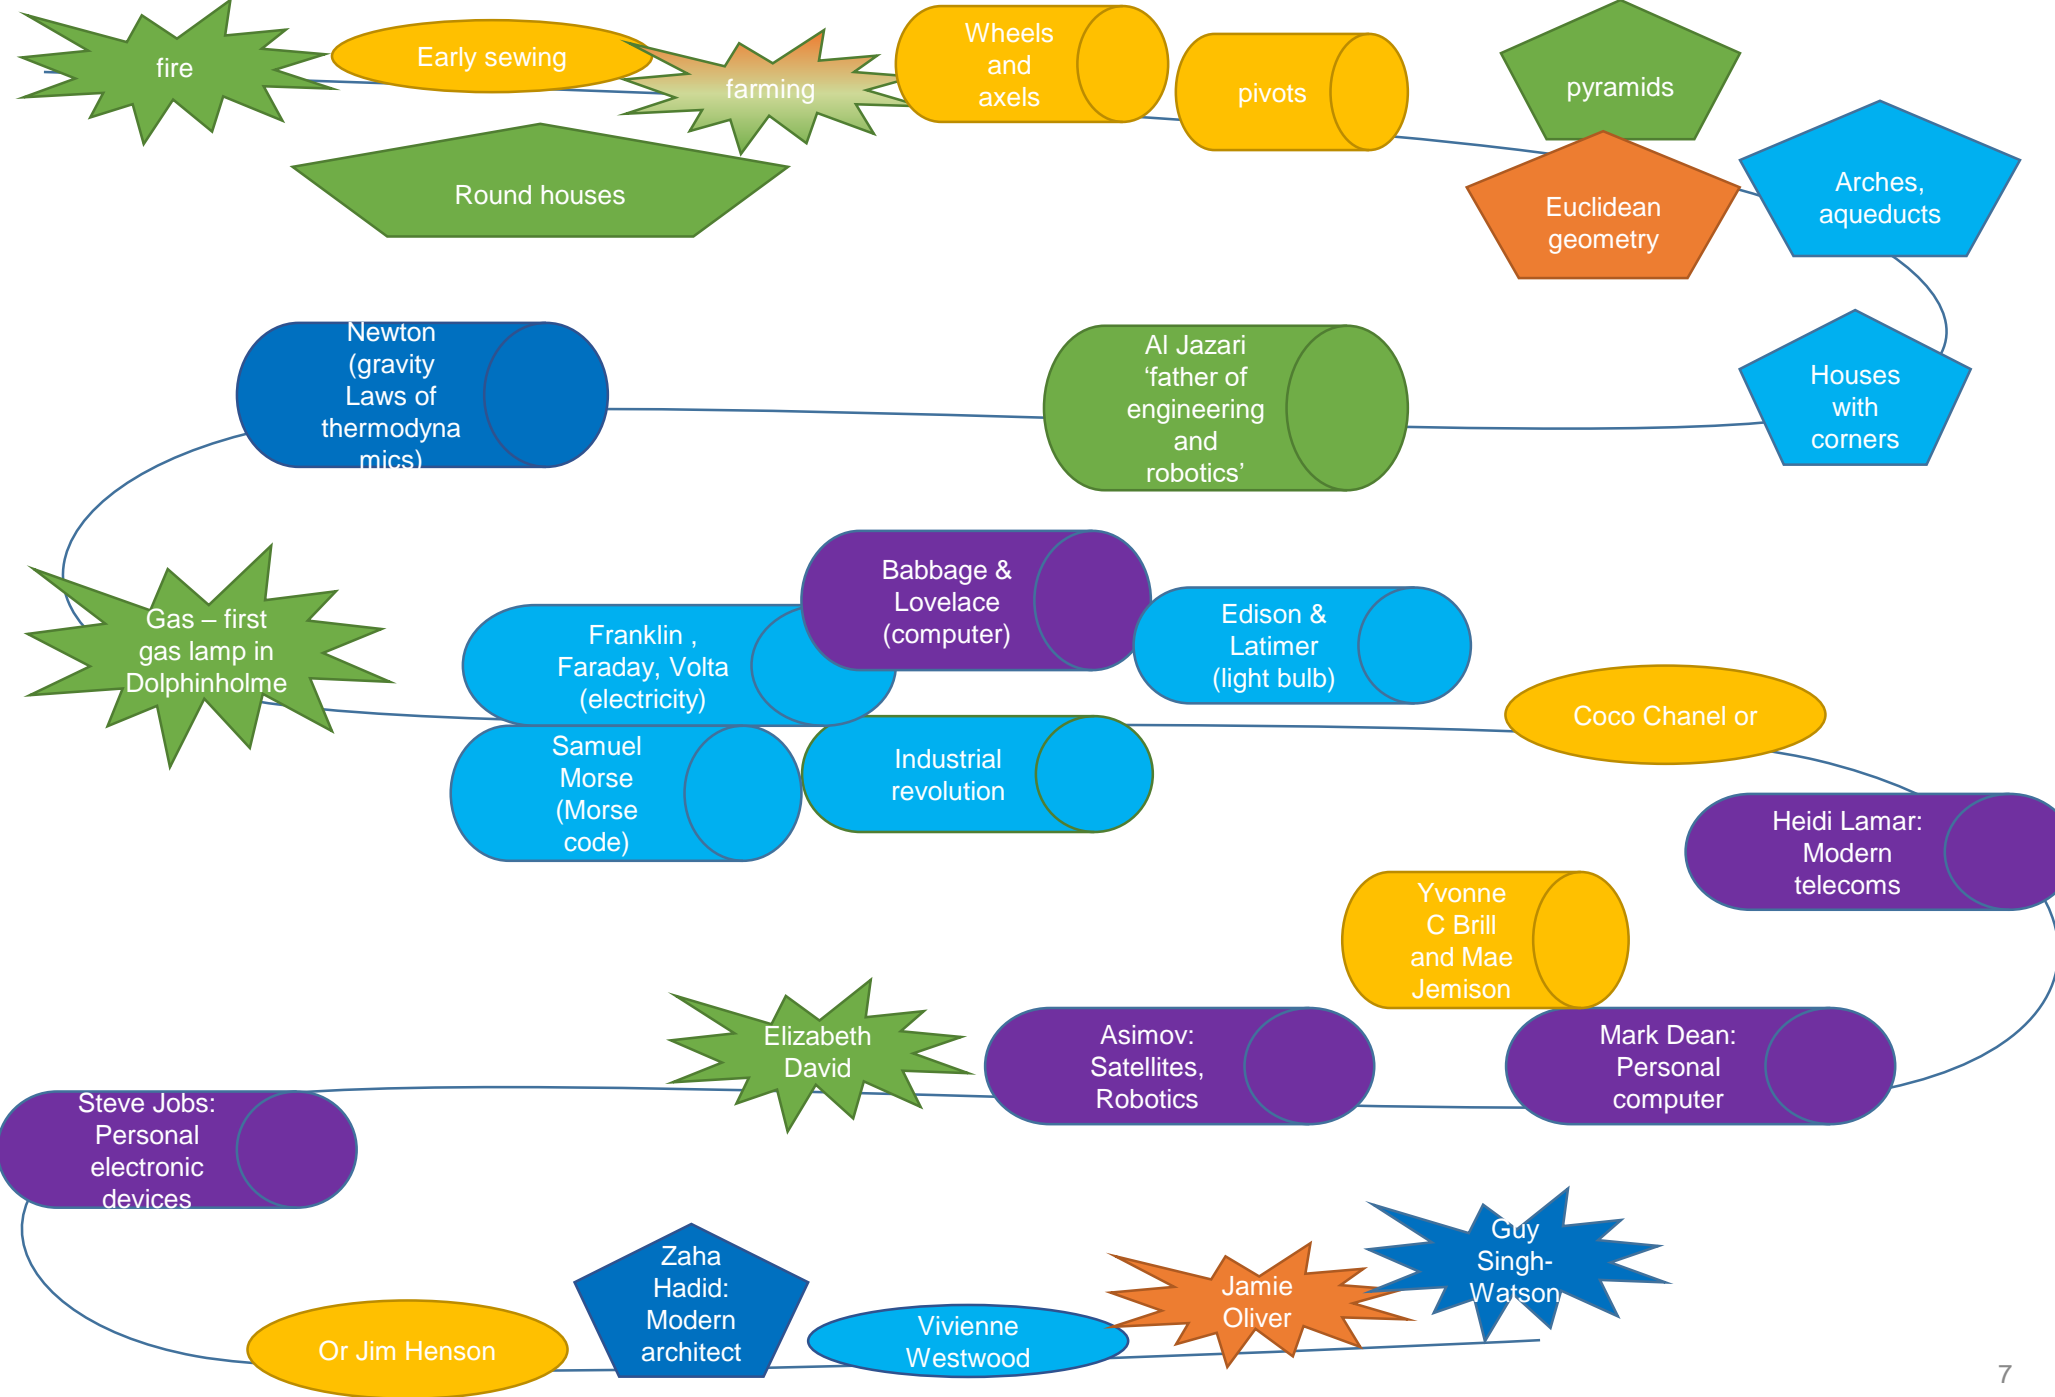 fire
Early sewing
farming
Wheels
and
axels
pivots
pyramids
Round houses
Euclidean
geometry
Arches,
aqueducts
Newton
(gravity
Laws of
thermodyna
mics)
Al Jazari
‘father of
engineering
and
robotics’
Houses
with
corners
Gas – first
gas lamp in
Dolphinholme
Franklin ,
Faraday, Volta
(electricity)
Babbage &
Lovelace
(computer)
Edison &
Latimer
(light bulb)
Samuel
Morse
(Morse
code)
Industrial
revolution
Coco Chanel or
Heidi Lamar:
Modern
telecoms
Yvonne
C Brill
and Mae
Jemison
Elizabeth
David
Asimov:
Satellites,
Robotics
Mark Dean:
Personal
computer
Steve Jobs:
Personal
electronic
devices
Or Jim Henson
Zaha
Hadid:
Modern
architect
Vivienne
Westwood
Jamie
Oliver
Guy
Singh-
Watson
7